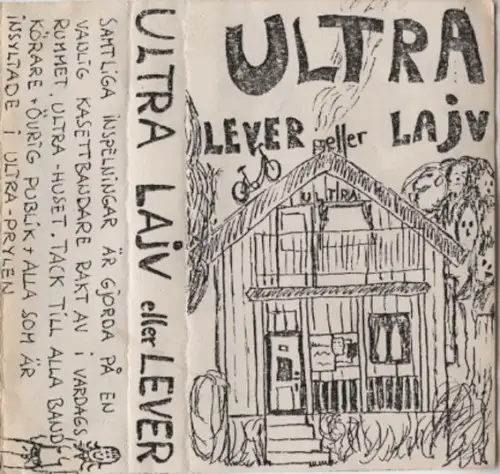 ULTRA
LEVER eller LAJV
ULTRA
ULTRA LAJV eller LEVER
SAMTLIGA INSPELNINGAR ÄR GJORDA PÅ EN
VANLIG KASETTBANDARE RAKT AV I VARDAGS-
RUMMET, ULTRA-HUSET. TACK TILL ALLA BAND,
KÖRARE + ÖVRIG PUBLIK + ALLA SOM ÄR
INSYLTADE I ULTRA-PRYLEN